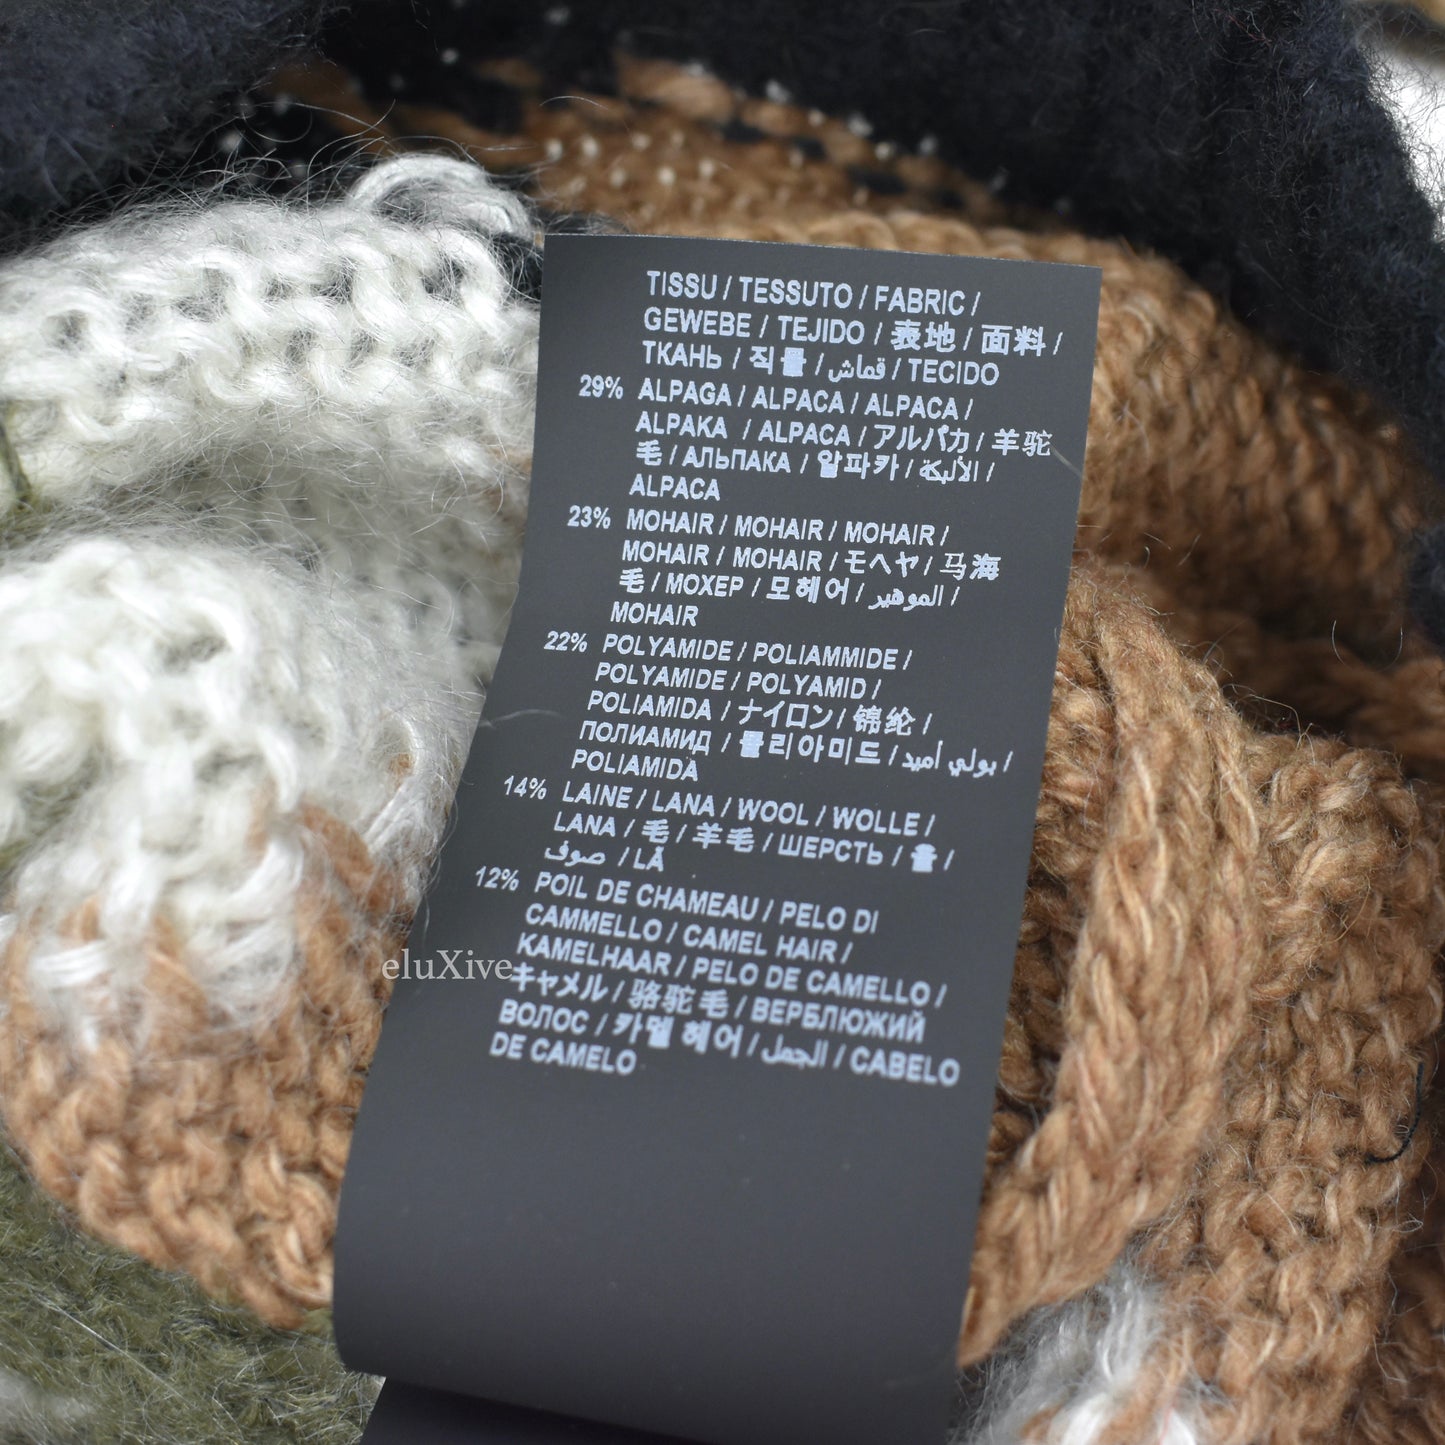 TISSU / TESSUTO / FABRIC /
GEWEBE / TEJIDO / 表地 / 面料 /
ТКАНЬ / 직물 / قماش / TECIDO
29% ALPAGA / ALPACA / ALPACA /
ALPAKA / ALPACA / アルパカ / 羊驼
毛 / АЛЬПАКА / 알파카 / الألبكة /
ALPACA
23% MOHAIR / MOHAIR / MOHAIR /
MOHAIR / MOHAIR / モヘヤ / 马海
毛 / МОХЕР / 모헤어 / الموهير /
MOHAIR
22% POLYAMIDE / POLIAMMIDE /
POLYAMIDE / POLYAMID /
POLIAMIDA / ナイロン / 锦纶 /
ПОЛИАМИД / 폴리아미드 / بولي أميد /
POLIAMIDA
14% LAINE / LANA / WOOL / WOLLE /
LANA / 毛 / 羊毛 / ШЕРСТЬ / 울 /
صوف / LÃ
12% POIL DE CHAMEAU / PELO DI
CAMMELLO / CAMEL HAIR /
KAMELHAAR / PELO DE CAMELLO /
キャメル / 骆驼毛 / ВЕРБЛЮЖИЙ
ВОЛОС / 카멜 헤어 / الجمل / CABELO
DE CAMELO
eluXive